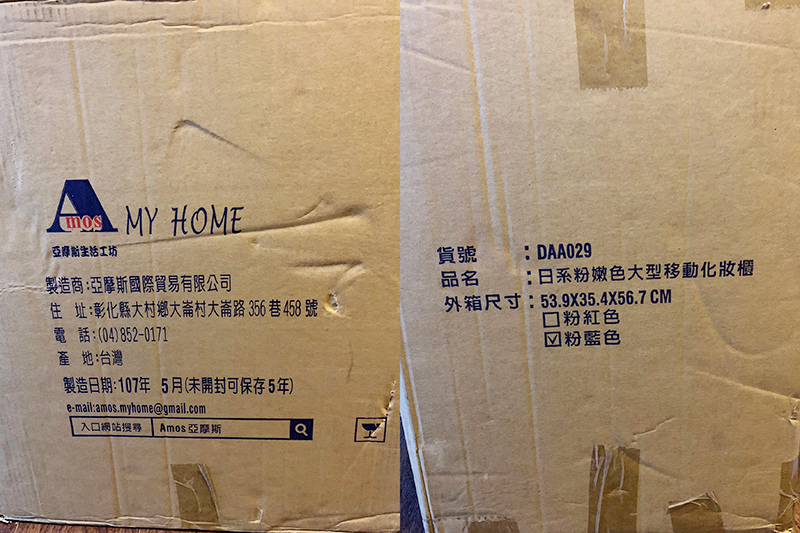 Amos MY HOME
亞摩斯生活工坊
製造商:亞摩斯國際貿易有限公司
住 址:彰化縣大村鄉大崙村大崙路356巷458號
電 話:(04)852-0171
產 地:台灣
製造日期:107年 5月(未開封可保存5年)
e-mail:amos.myhome@gmail.com
入口網站搜尋 Amos亞摩斯
貨號 :DAA029
品名 :日系粉嫩色大型移動化妝櫃
外箱尺寸:53.9X35.4X56.7 CM
□粉紅色
☑粉藍色